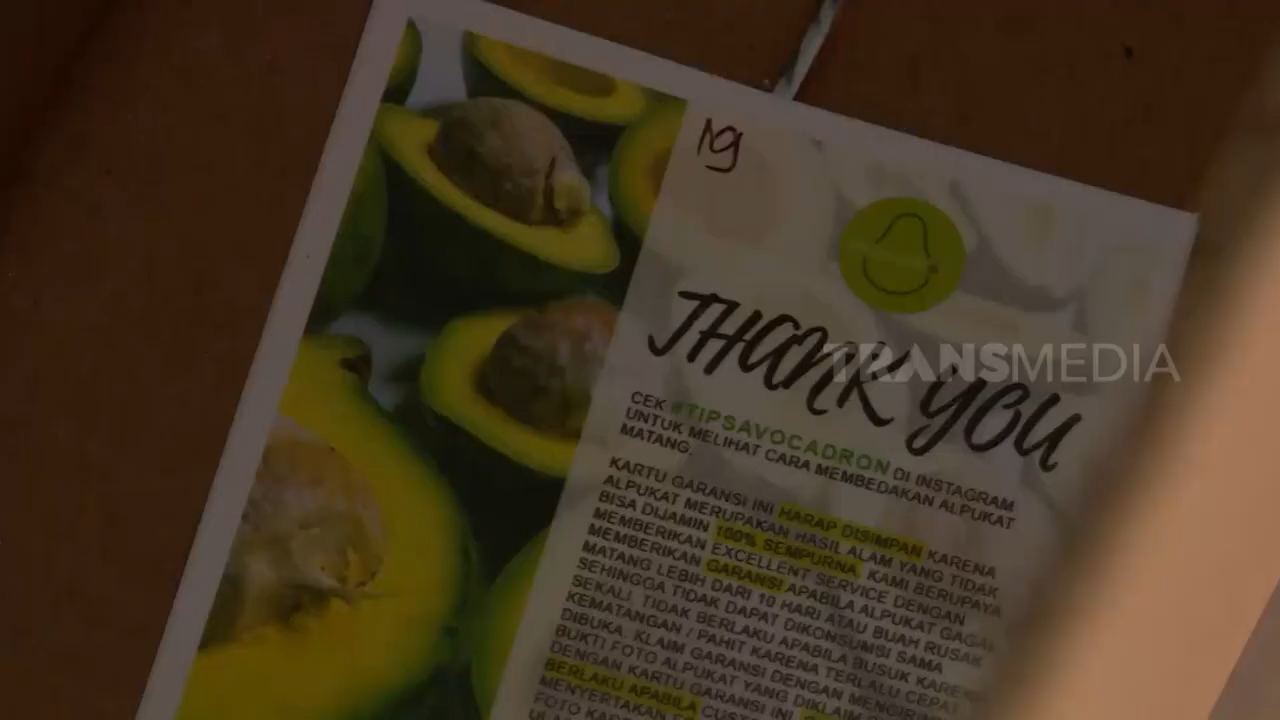 19
THANK YOU
TRANSMEDIA
CEK #TIPSAVOCADRON DI INSTAGRAM
UNTUK MELIHAT CARA MEMBEDAKAN ALPUKAT
MATANG.
KARTU GARANSI INI HARAP DISIMPAN KARENA
ALPUKAT MERUPAKAN HASIL ALAM YANG TIDAK
BISA DIJAMIN 100% SEMPURNA. KAMI BERUPAYA
MEMBERIKAN EXCELLENT SERVICE DENGAN
MEMBERIKAN GARANSI APABILA ALPUKAT GAGAL
MATANG LEBIH DARI 10 HARI ATAU BUAH RUSAK
SEHINGGA TIDAK DAPAT DIKONSUMSI SAMA
SEKALI. TIDAK BERLAKU APABILA BUSUK KARE
KEMATANGAN / PAHIT KARENA TERLALU CEPAT
DIBUKA. KLAIM GARANSI DENGAN MENGIRIM
BUKTI FOTO ALPUKAT YANG DIKLAIM
DENGAN KARTU GARANSI INI.
BERLAKU APABILA
MENYERTAKAN
FOTO